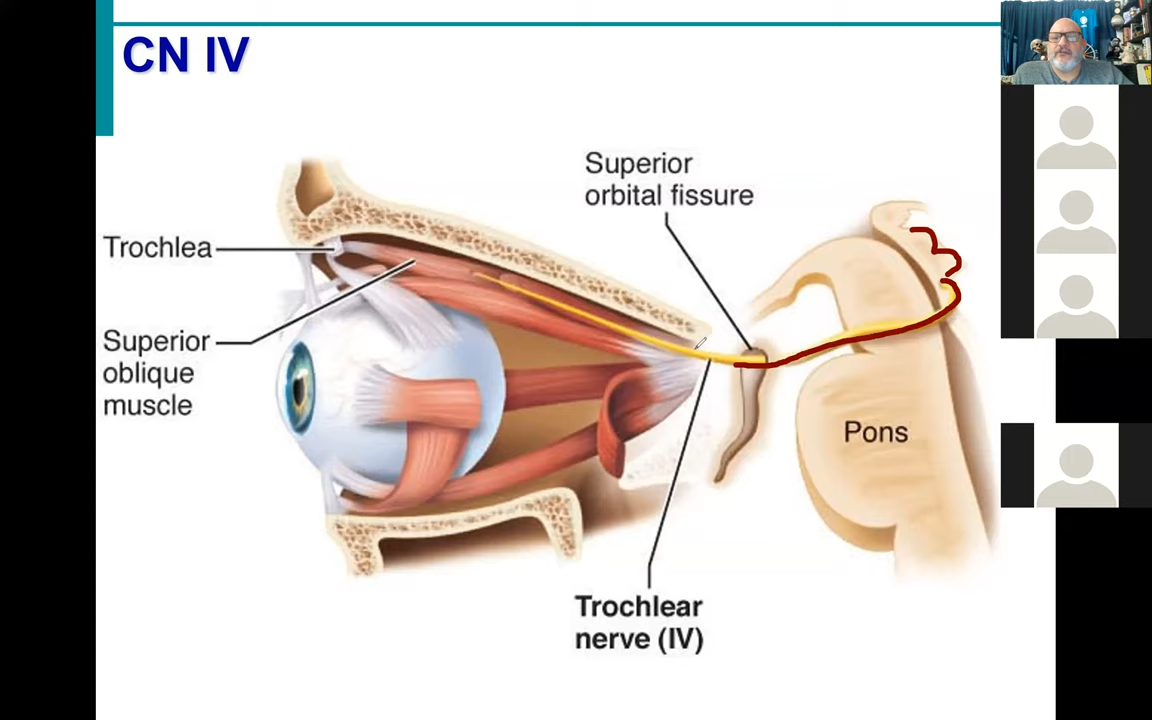 CN IV
Superior
orbital fissure
Trochlea
Superior
oblique
muscle
Pons
Trochlear
nerve (IV)